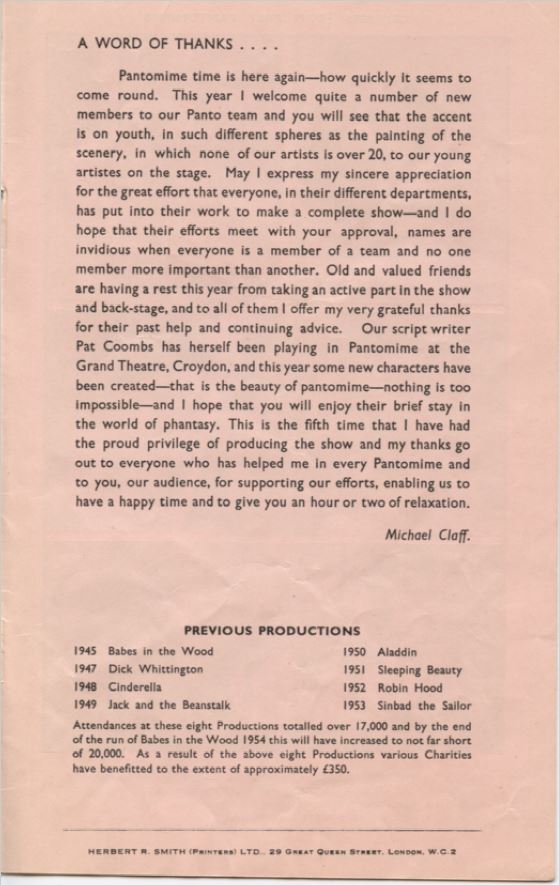 A WORD OF THANKS . . . .
Pantomime time is here again—how quickly it seems to
come round. This year I welcome quite a number of new
members to our Panto team and you will see that the accent
is on youth, in such different spheres as the painting of the
scenery, in which none of our artists is over 20, to our young
artistes on the stage. May I express my sincere appreciation
for the great effort that everyone, in their different departments,
has put into their work to make a complete show—and I do
hope that their efforts meet with your approval, names are
invidious when everyone is a member of a team and no one
member more important than another. Old and valued friends
are having a rest this year from taking an active part in the show
and back-stage, and to all of them I offer my very grateful thanks
for their past help and continuing advice. Our script writer
Pat Coombs has herself been playing in Pantomime at the
Grand Theatre, Croydon, and this year some new characters have
been created—that is the beauty of pantomime—nothing is too
impossible—and I hope that you will enjoy their brief stay in
the world of phantasy. This is the fifth time that I have had
the proud privilege of producing the show and my thanks go
out to everyone who has helped me in every Pantomime and
to you, our audience, for supporting our efforts, enabling us to
have a happy time and to give you an hour or two of relaxation.
Michael Claff.
PREVIOUS PRODUCTIONS
1945 Babes in the Wood 1950 Aladdin
1947 Dick Whittington 1951 Sleeping Beauty
1948 Cinderella 1952 Robin Hood
1949 Jack and the Beanstalk 1953 Sinbad the Sailor
Attendances at these eight Productions totalled over 17,000 and by the end
of the run of Babes in the Wood 1954 this will have increased to not far short
of 20,000. As a result of the above eight Productions various Charities
have benefitted to the extent of approximately £350.
HERBERT R. SMITH (PRINTERS) LTD., 29 GREAT QUEEN STREET, LONDON, W.C.2